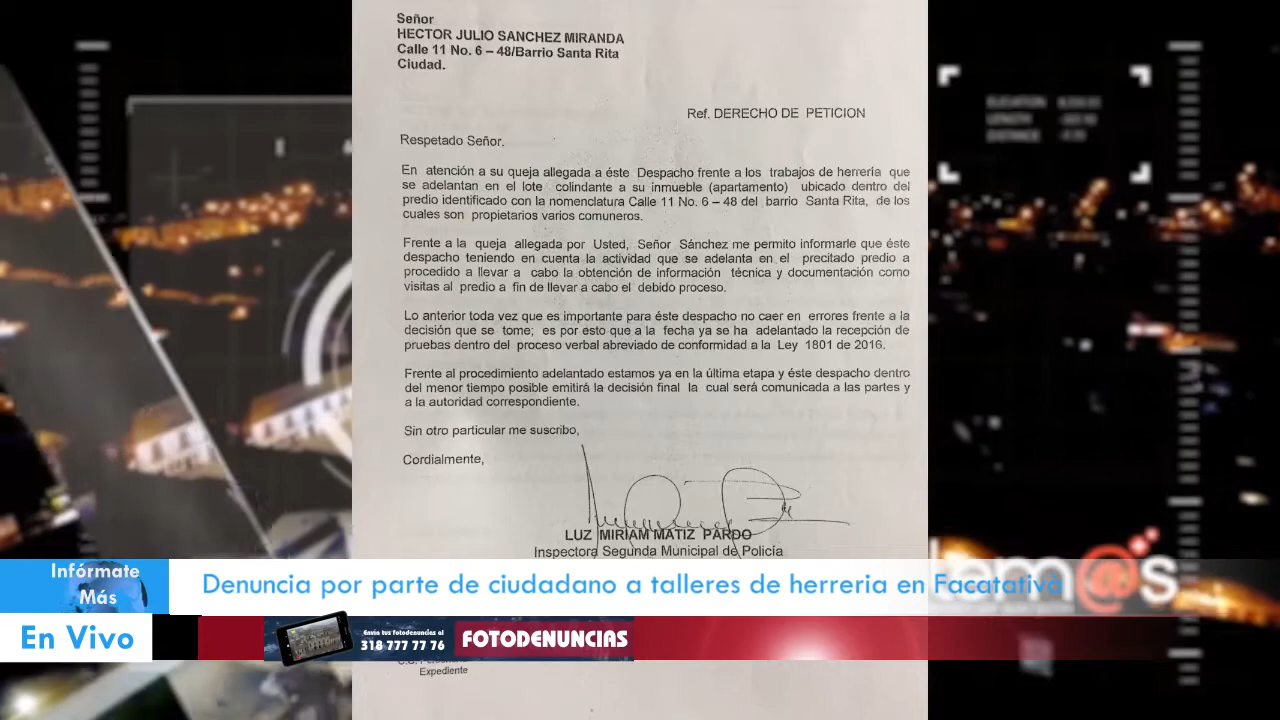 Señor
HECTOR JULIO SANCHEZ MIRANDA
Calle 11 No. 6 – 48/Barrio Santa Rita
Ciudad.
Ref. DERECHO DE PETICION
Respetado Señor.
En atención a su queja allegada a éste Despacho frente a los trabajos de herrería que
se adelantan en el lote colindante a su inmueble (apartamento) ubicado dentro del
predio identificado con la nomenclatura Calle 11 No. 6 – 48 del barrio Santa Rita, de los
cuales son propietarios varios comuneros.
Frente a la queja allegada por Usted, Señor Sánchez me permito informarle que éste
despacho teniendo en cuenta la actividad que se adelanta en el precitado predio a
procedido a llevar a cabo la obtención de información técnica y documentación como
visitas al predio a fin de llevar a cabo el debido proceso.
Lo anterior toda vez que es importante para éste despacho no caer en errores frente a la
decisión que se tome; es por esto que a la fecha ya se ha adelantado la recepción de
pruebas dentro del proceso verbal abreviado de conformidad a la Ley 1801 de 2016.
Frente al procedimiento adelantado estamos ya en la última etapa y éste despacho dentro
del menor tiempo posible emitirá la decisión final la cual será comunicada a las partes y
a la autoridad correspondiente.
Sin otro particular me suscribo,
Cordialmente,
LUZ MIRIAM MATIZ PARDO
Inspectora Segunda Municipal de Policía
Infórmate
Más
Denuncia por parte de ciudadano a talleres de herreria en Facatativá
tem@s
En Vivo
Envía tus fotodenuncias al
318 777 77 76
FOTODENUNCIAS
Expediente